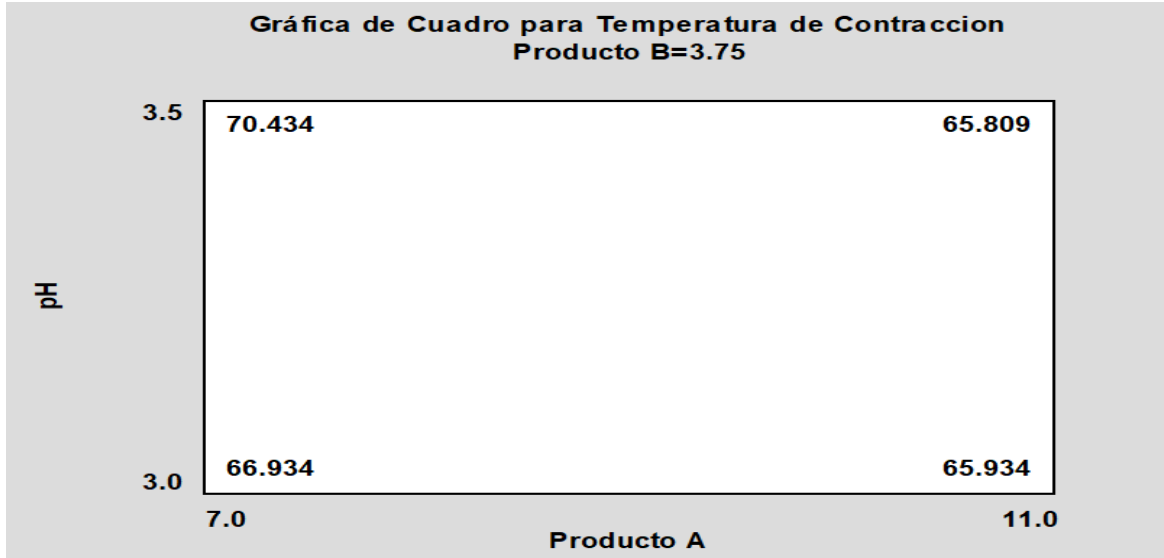 Gráfica de Cuadro para Temperatura de Contraccion
Producto B=3.75
3.5
70.434
65.809
pH
66.934
65.934
3.0
7.0
11.0
Producto A